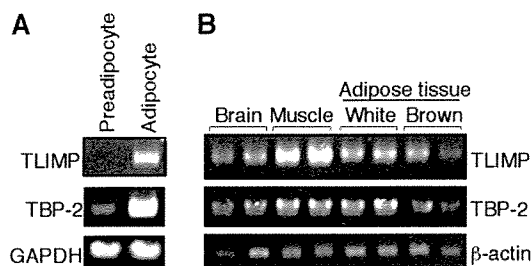 A
Preadipocyte
Adipocyte
TLIMP
TBP-2
GAPDH
B
Adipose tissue
Brain Muscle White Brown
TLIMP
TBP-2
β-actin